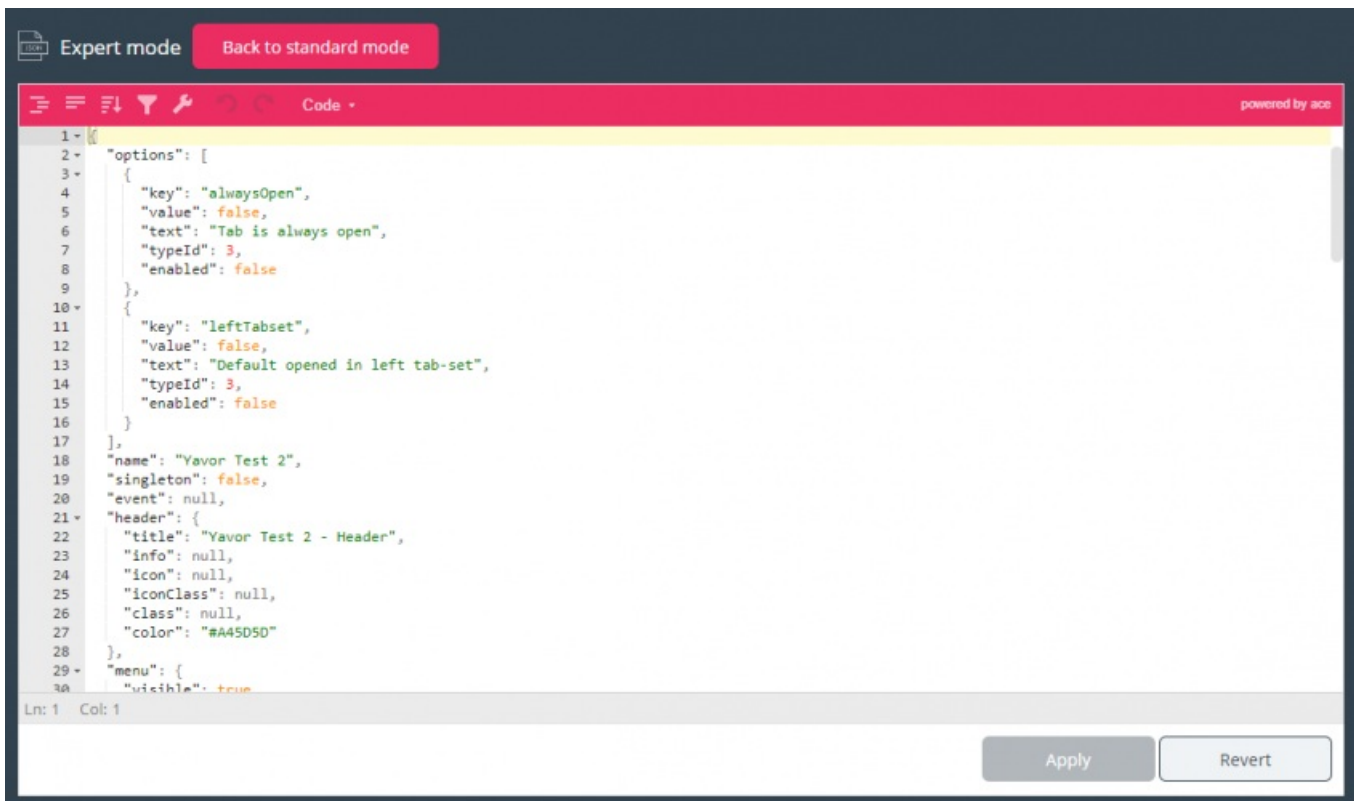 JSON
Expert mode
Back to standard mode
Code
powered by ace
1 {
2 "options": [
3 {
4 "key": "alwaysOpen",
5 "value": false,
6 "text": "Tab is always open",
7 "typeId": 3,
8 "enabled": false
9 },
10 {
11 "key": "leftTabset",
12 "value": false,
13 "text": "Default opened in left tab-set",
14 "typeId": 3,
15 "enabled": false
16 }
17 ],
18 "name": "Yavor Test 2",
19 "singleton": false,
20 "event": null,
21 "header": {
22 "title": "Yavor Test 2 - Header",
23 "info": null,
24 "icon": null,
25 "iconClass": null,
26 "class": null,
27 "color": "#A45D5D"
28 },
29 "menu": {
30 "visible": true
Ln: 1 Col: 1
Apply
Revert